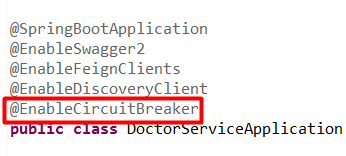 @SpringBootApplication
@EnableSwagger2
@EnableFeignClients
@EnableDiscoveryClient
@EnableCircuitBreaker
public class DoctorServiceApplication